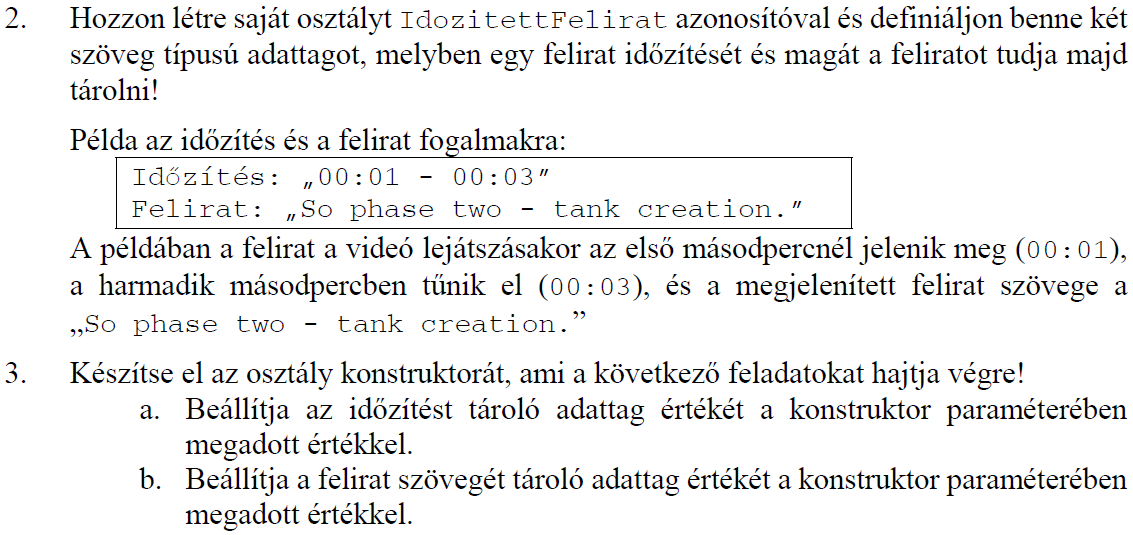 2. Hozzon létre saját osztályt IdozitettFelirat azonosítóval és definiáljon benne két
szöveg típusú adattagot, melyben egy felirat időzítését és magát a feliratot tudja majd
tárolni!
Példa az időzítés és a felirat fogalmakra:
Időzítés: „00:01 - 00:03”
Felirat: „So phase two - tank creation.”
A példában a felirat a videó lejátszásakor az első másodpercnél jelenik meg (00:01),
a harmadik másodpercben tűnik el (00:03), és a megjelenített felirat szövege a
„So phase two - tank creation.”
3. Készítse el az osztály konstruktorát, ami a következő feladatokat hajtja végre!
a. Beállítja az időzítést tároló adattag értékét a konstruktor paraméterében
megadott értékkel.
b. Beállítja a felirat szövegét tároló adattag értékét a konstruktor paraméterében
megadott értékkel.